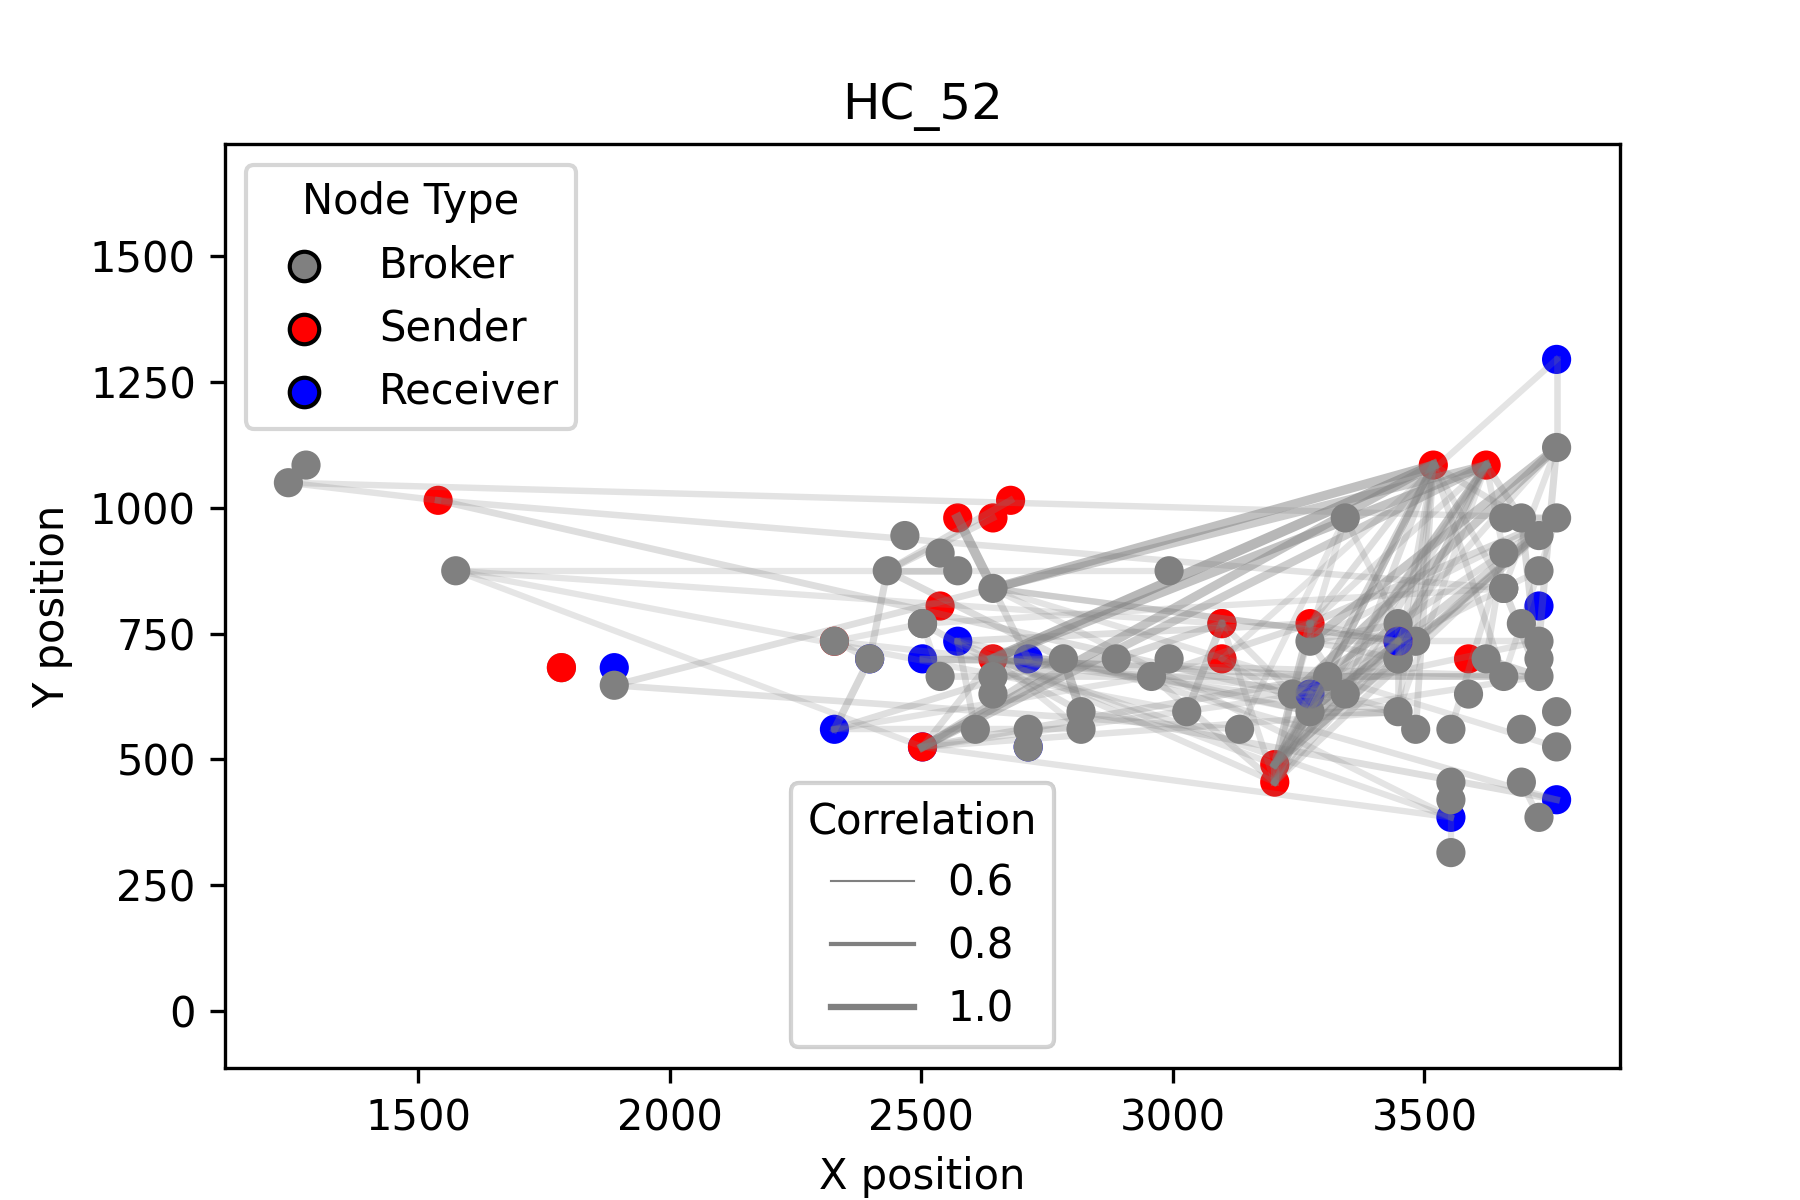 HC_52
Node Type
Broker
Sender
Receiver
1500
1250
1000
750
500
250
0
Y position
Correlation
0.6
0.8
1.0
1500 2000 2500 3000 3500
X position